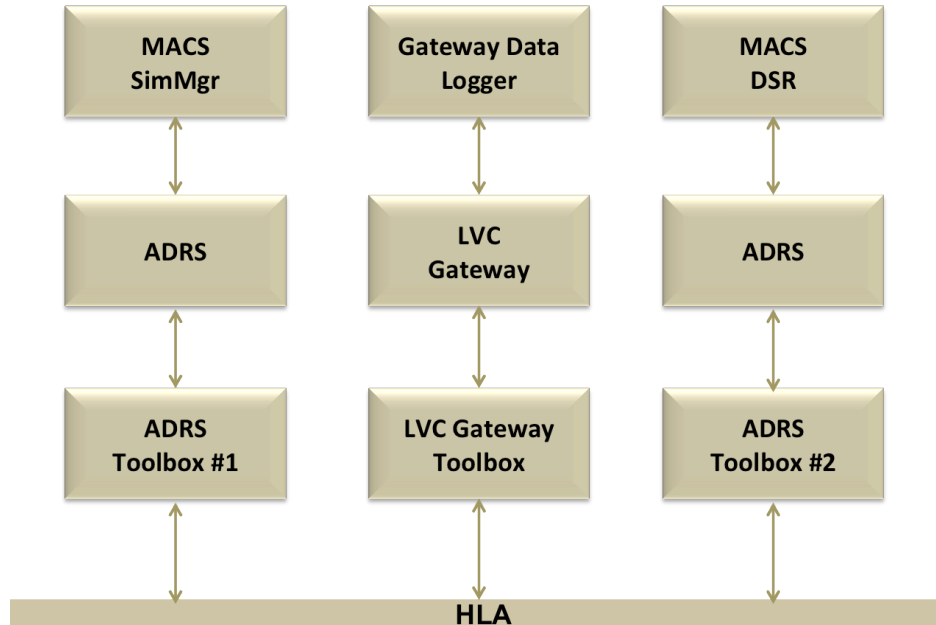 MACS
SimMgr
Gateway Data
Logger
MACS
DSR
ADRS
LVC
Gateway
ADRS
ADRS
Toolbox #1
LVC Gateway
Toolbox
ADRS
Toolbox #2
HLA